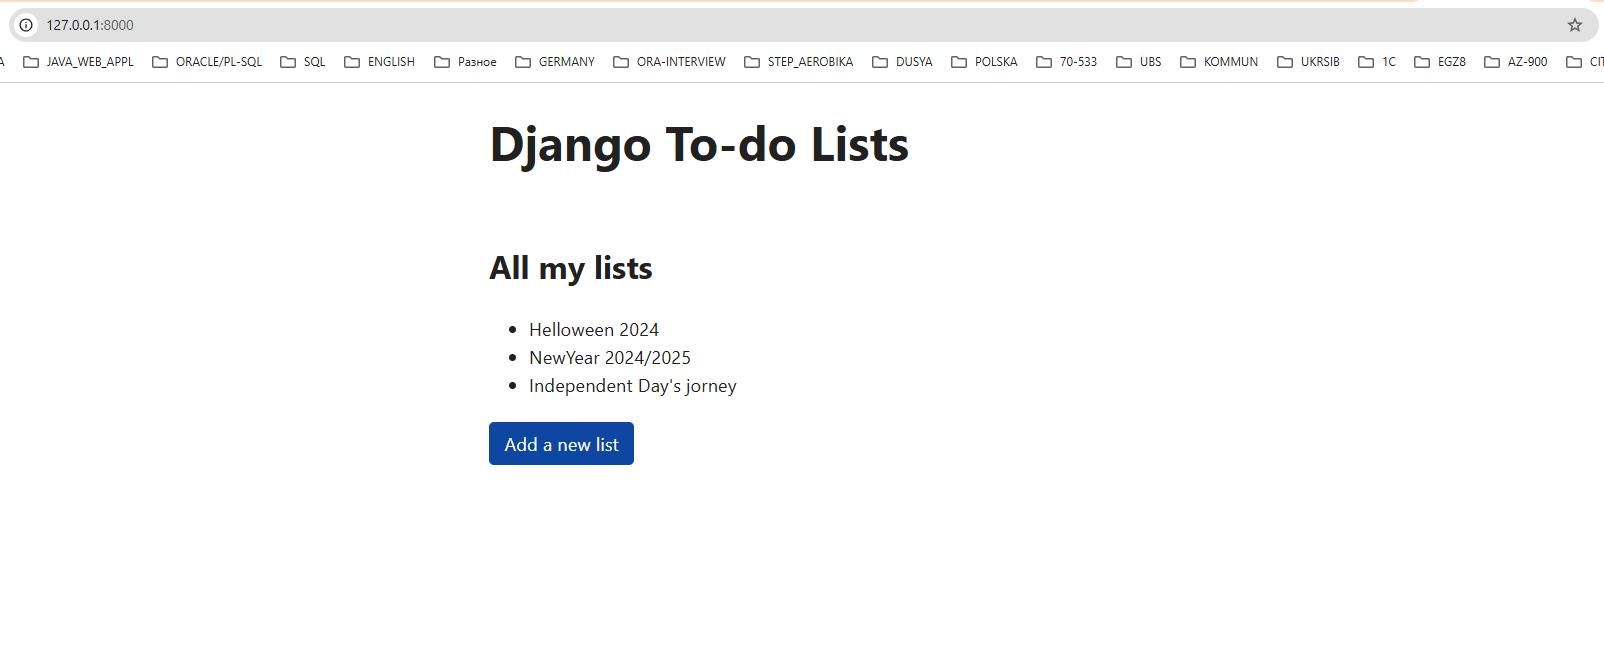 127.0.0.1:8000
A JAVA_WEB_APPL ORACLE/PL-SQL SQL ENGLISH Разное GERMANY ORA-INTERVIEW STEP_AEROBIKA DUSYA POLSKA 70-533 UBS KOMMUN UKRSIB 1C EGZ8 AZ-900 CIT
Django To-do Lists
All my lists
Helloween 2024
NewYear 2024/2025
Independent Day's jorney
Add a new list